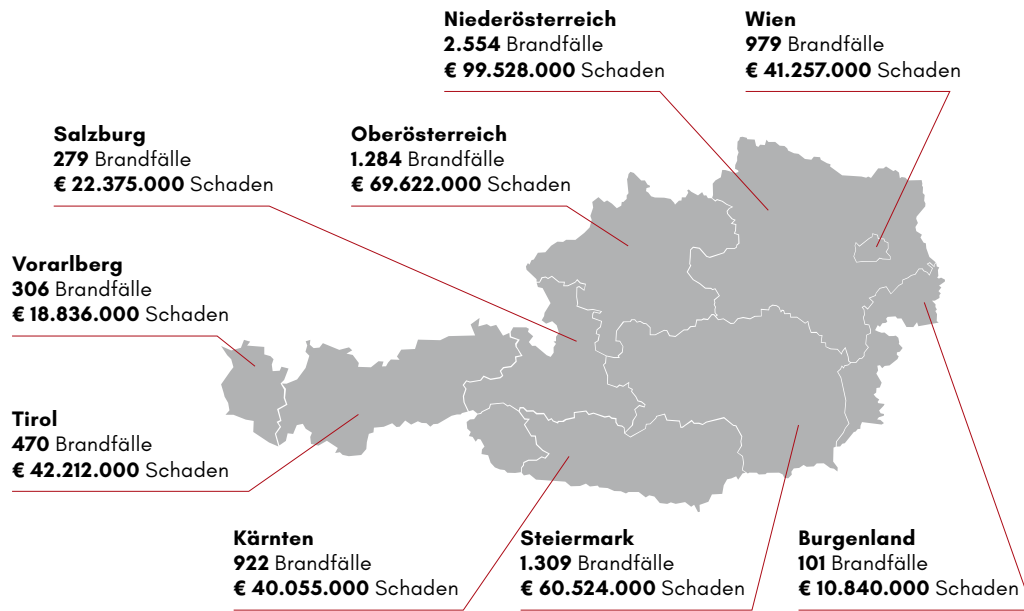 Niederösterreich
2.554 Brandfälle
€ 99.528.000 Schaden
Wien
979 Brandfälle
€ 41.257.000 Schaden
Salzburg
279 Brandfälle
€ 22.375.000 Schaden
Oberösterreich
1.284 Brandfälle
€ 69.622.000 Schaden
Vorarlberg
306 Brandfälle
€ 18.836.000 Schaden
Tirol
470 Brandfälle
€ 42.212.000 Schaden
Kärnten
922 Brandfälle
€ 40.055.000 Schaden
Steiermark
1.309 Brandfälle
€ 60.524.000 Schaden
Burgenland
101 Brandfälle
€ 10.840.000 Schaden